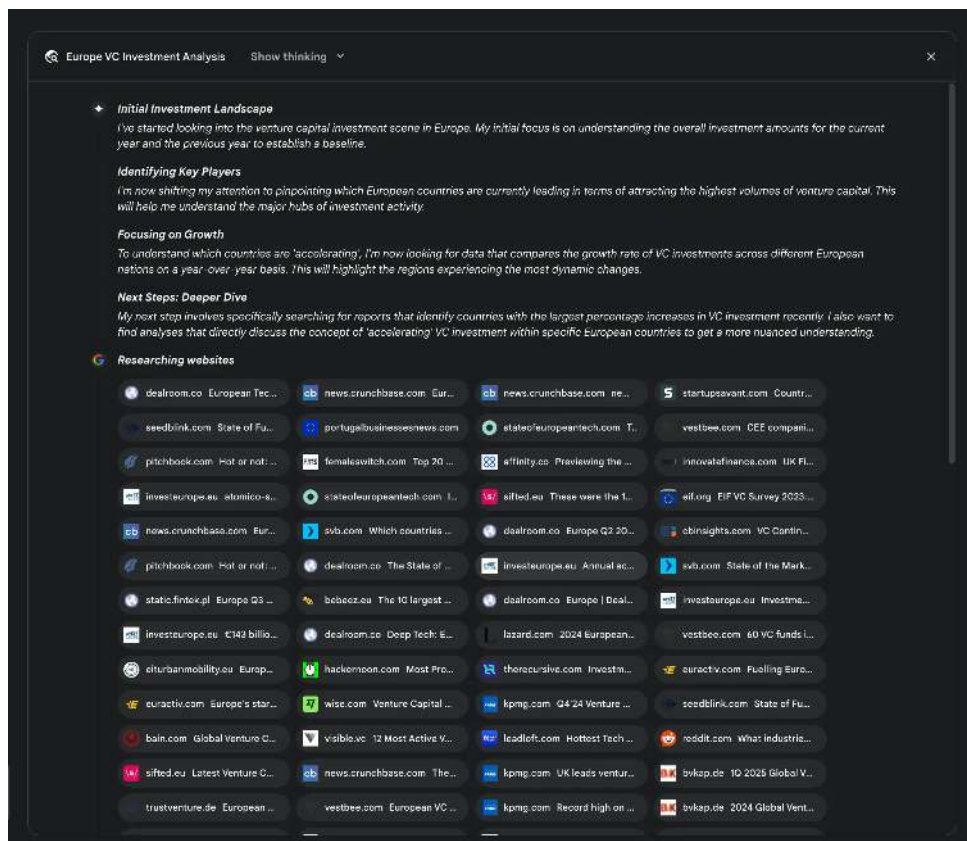 Europe VC Investment Analysis Show thinking
Initial Investment Landscape
I've started looking into the venture capital investment scene in Europe. My initial focus is on understanding the overall investment amounts for the current
year and the previous year to establish a baseline.
Identifying Key Players
I'm now shifting my attention to pinpointing which European countries are currently leading in terms of attracting the highest volumes of venture capital. This
will help me understand the major hubs of investment activity.
Focusing on Growth
To understand which countries are 'accelerating', I'm now looking for data that compares the growth rate of VC investments across different European
nations on a year-over-year basis. This will highlight the regions experiencing the most dynamic changes.
Next Steps: Deeper Dive
My next step involves specifically searching for reports that identify countries with the largest percentage increases in VC investment recently. I also want to
find analyses that directly discuss the concept of 'accelerating' VC investment within specific European countries to get a more nuanced understanding.
Researching websites
dealroom.co European Tec... news.crunchbase.com Eur... news.crunchbase.com ne... startupsavant.com Countr...
seedblink.com State of Fu... portugalbusinessesnews.com stateofeuropeantech.com T... vestbee.com CEE compani...
pitchbook.com Hot or not: ... femaleswitch.com Top 20 ... affinity.co Previewing the ... innovatefinance.com UK Fi...
investeurope.eu atomico-s... stateofeuropeantech.com I... sifted.eu These were the 1... eif.org EIF VC Survey 2023:...
news.crunchbase.com Eur... svb.com Which countries ... dealroom.co Europe Q2 20... cbinsights.com VC Contin...
pitchbook.com Hot or not: ... dealroom.co The State of ... investeurope.eu Annual ac... svb.com State of the Mark...
static.fintek.pl Europe Q3 ... bebeez.eu The 10 largest ... dealroom.co Europe | Deal... investeurope.eu Investme...
investeurope.eu €143 billio... dealroom.co Deep Tech: E... lazard.com 2024 European... vestbee.com 60 VC funds i...
eiturbanmobility.eu Europ... hackernoon.com Most Pro... therecursive.com Investm... euractiv.com Fuelling Euro...
euractiv.com Europe's star... wise.com Venture Capital ... kpmg.com Q4'24 Venture ... seedblink.com State of Fu...
bain.com Global Venture C... visible.vc 12 Most Active V... leadloft.com Hottest Tech ... reddit.com What industrie...
sifted.eu Latest Venture C... news.crunchbase.com The... kpmg.com UK leads ventur... bvkap.de 1Q 2025 Global V...
trustventure.de European ... vestbee.com European VC ... kpmg.com Record high on ... bvkap.de 2024 Global Vent...